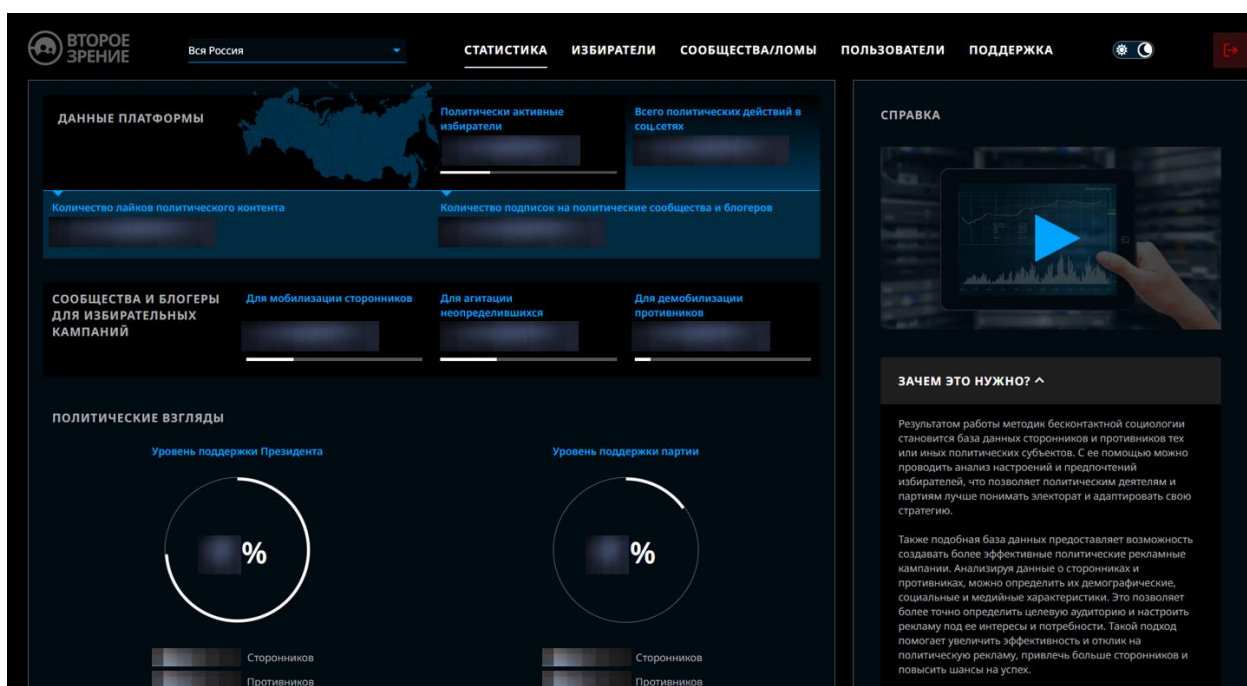 ВТОРОЕ
ЗРЕНИЕ
Вся Россия
СТАТИСТИКА
ИЗБИРАТЕЛИ
СООБЩЕСТВА/ЛОМЫ
ПОЛЬЗОВАТЕЛИ
ПОДДЕРЖКА
ДАННЫЕ ПЛАТФОРМЫ
Политически активные
избиратели
Всего политических действий в
соц.сетях
Количество лайков политического контента
Количество подписок на политические сообщества и блогеров
СООБЩЕСТВА И БЛОГЕРЫ
ДЛЯ ИЗБИРАТЕЛЬНЫХ
КАМПАНИЙ
Для мобилизации сторонников
Для агитации
неопределившихся
Для демобилизации
противников
ПОЛИТИЧЕСКИЕ ВЗГЛЯДЫ
Уровень поддержки Президента
%
Сторонников
Противников
Уровень поддержки партии
%
Сторонников
Противников
СПРАВКА
ЗАЧЕМ ЭТО НУЖНО?
Результатом работы методик бесконтактной социологии
становится база данных сторонников и противников тех
или иных политических субъектов. С ее помощью можно
проводить анализ настроений и предпочтений
избирателей, что позволяет политическим деятелям и
партиям лучше понимать электорат и адаптировать свою
стратегию.
Также подобная база данных предоставляет возможность
создавать более эффективные политические рекламные
кампании. Анализируя данные о сторонниках и
противниках, можно определить их демографические,
социальные и медийные характеристики. Это позволяет
более точно определить целевую аудиторию и настроить
рекламу под ее интересы и потребности. Такой подход
помогает увеличить эффективность и отклик на
политическую рекламу, привлечь больше сторонников и
повысить шансы на успех.